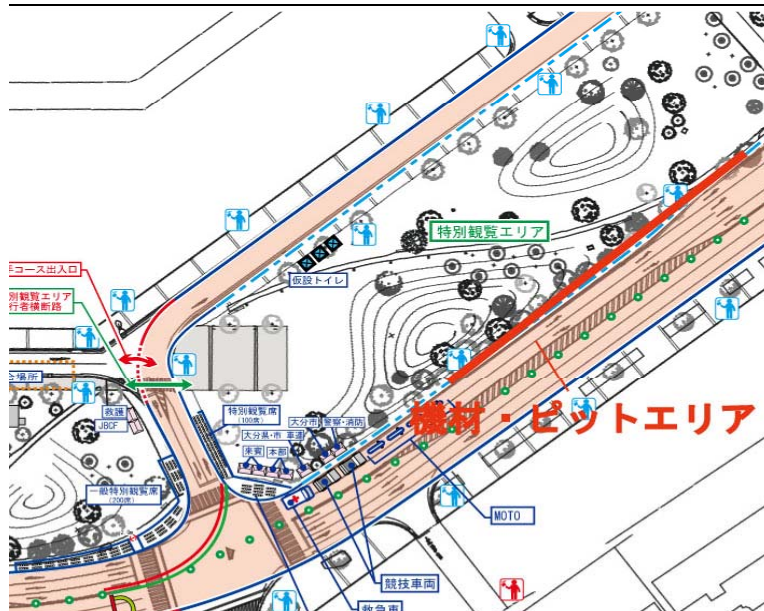 特別観覧エリア
コース出入口
仮設トイレ
別観覧エリア
行者横断路
合場所
救護
JBCF
特別観覧席
(100席)
大分市
警察・消防
大分県・市
車連
来賓
本部
機材・ピットエリア
一般特別観覧席
(200席)
MOTO
競技車両
救急車